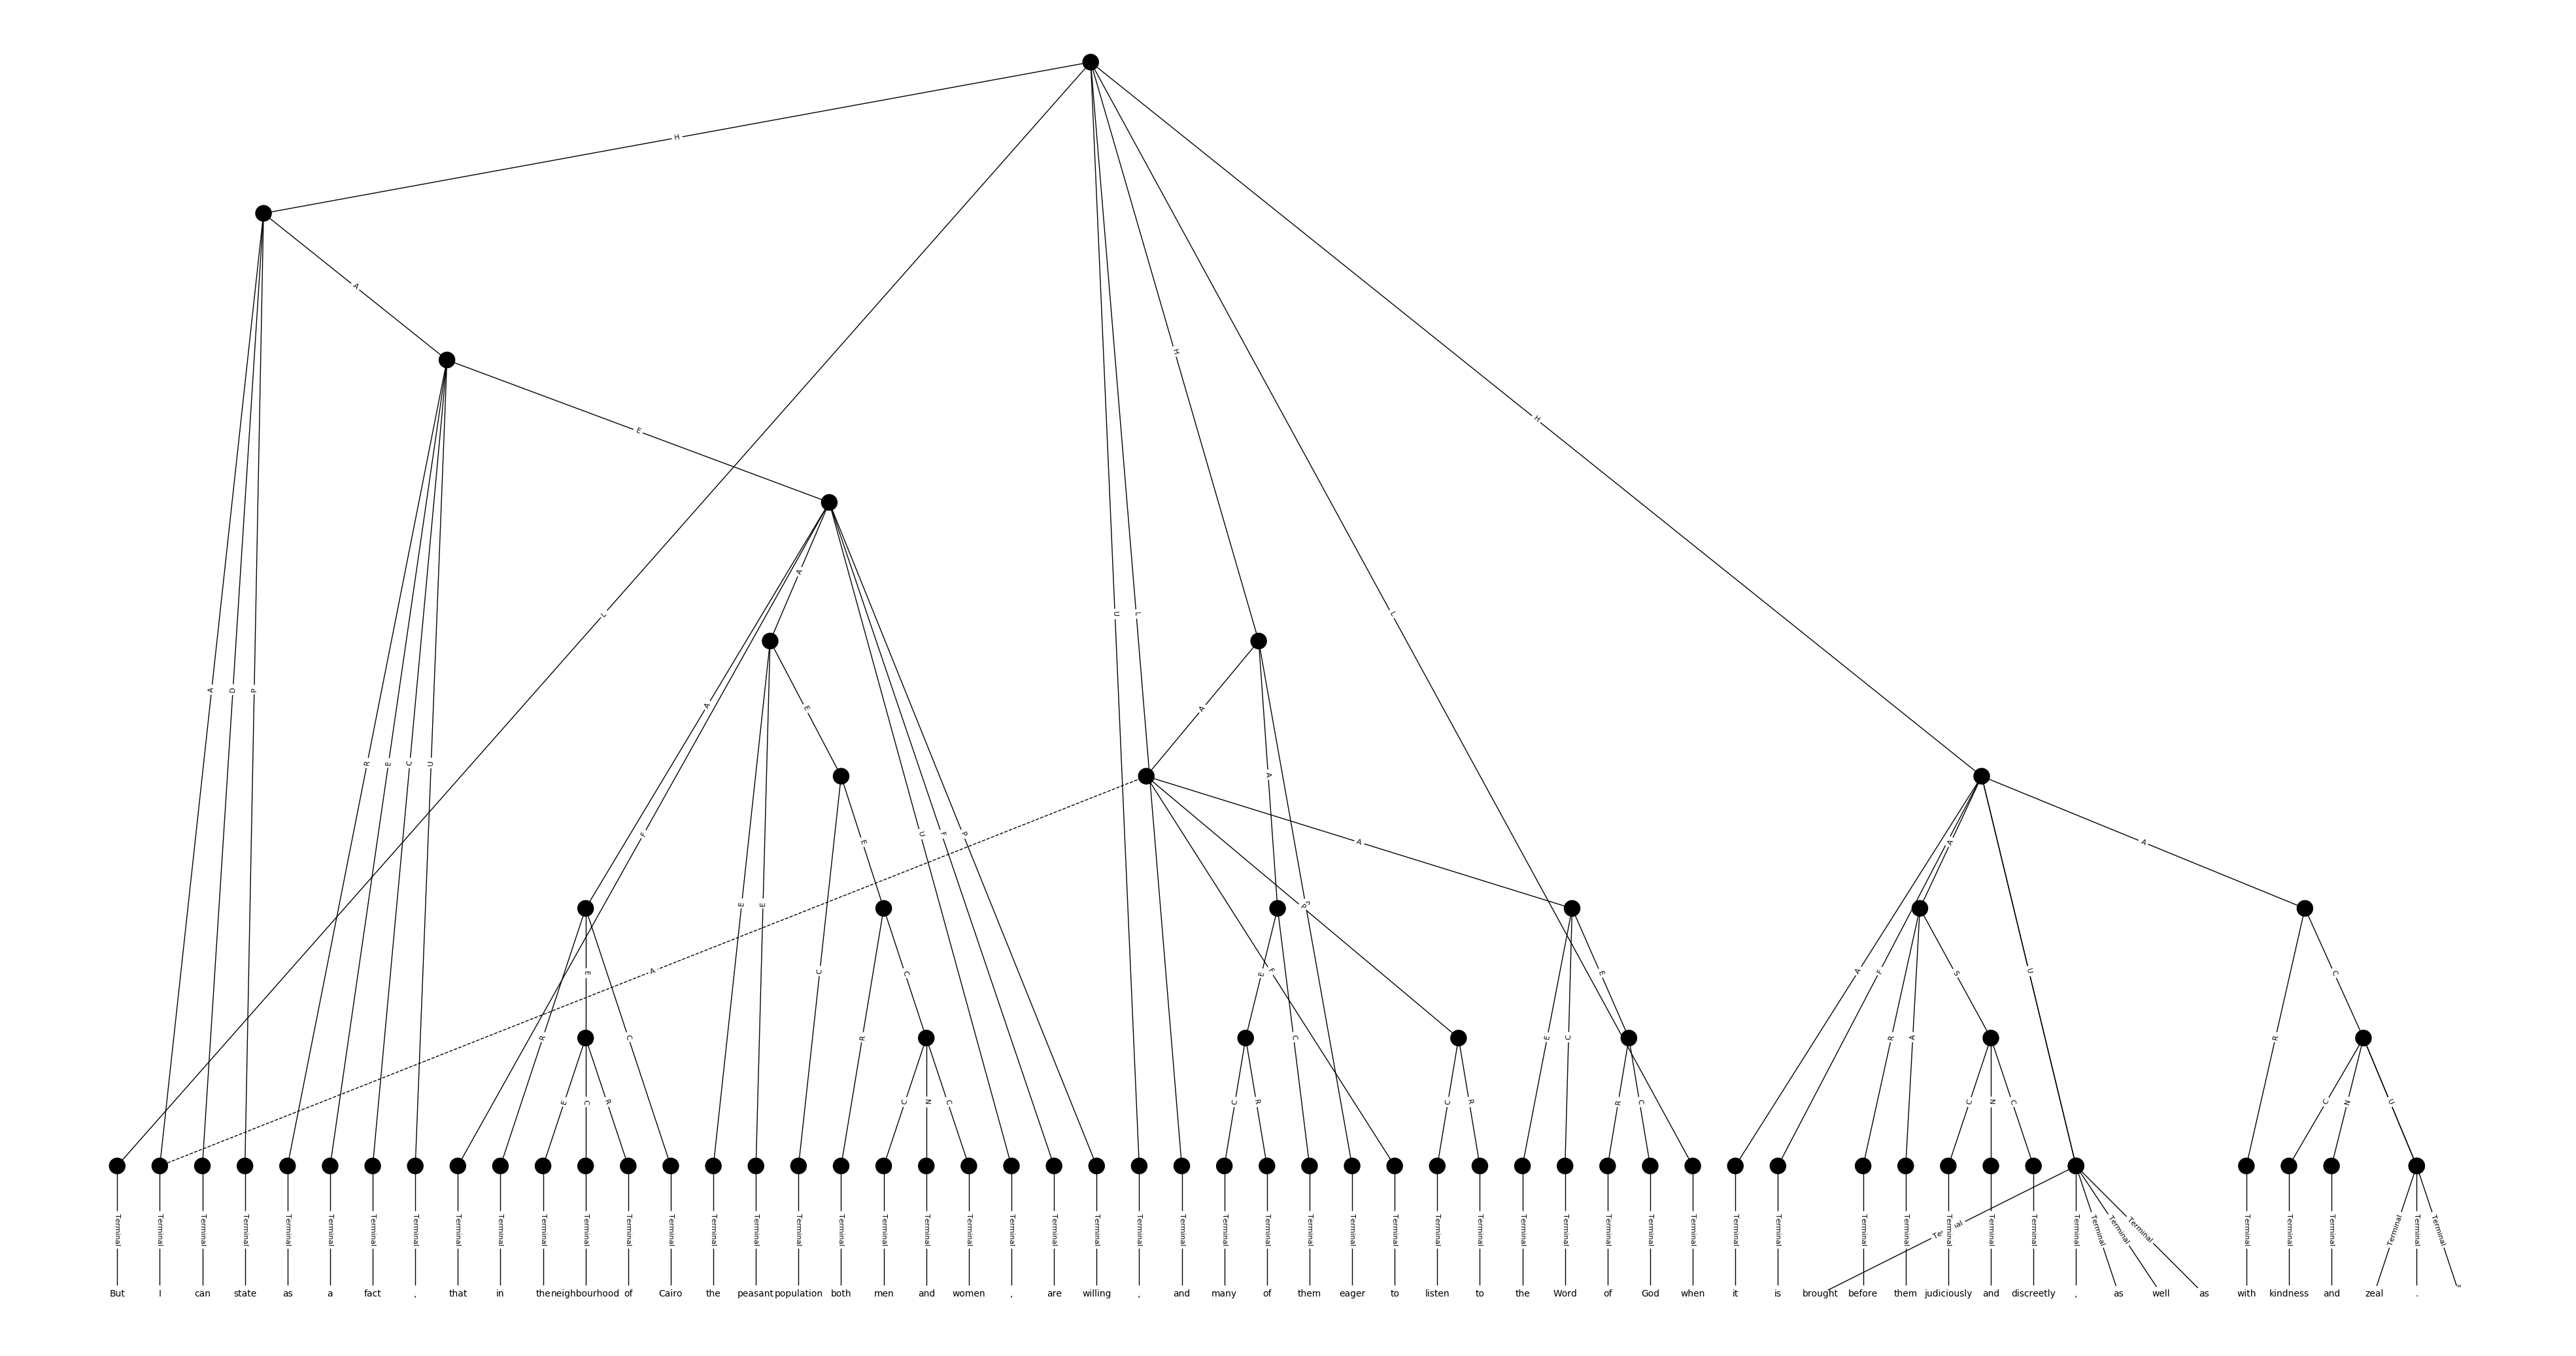 H
A
E
L
A
H
A D P
U L L
H
R E C U
A
F
E
A
U F P
A
A
A
E E
C
E
P S
A
A
A
A
R
E
C
R
C
E F
C
E C
E
A F
R A
S
U
R
C
E C R
C N C
C R
C R
R C
C N C
C N
U
Terminal Terminal Terminal Terminal Terminal Terminal Terminal Terminal Terminal Terminal Terminal Terminal Terminal Terminal Terminal Terminal Terminal Terminal Terminal Terminal Terminal Terminal Terminal Terminal Terminal Terminal Terminal Terminal Terminal Terminal Terminal Terminal Terminal Terminal Terminal Terminal Terminal Terminal Terminal Terminal Terminal Terminal Terminal Terminal Terminal Terminal Terminal Terminal Terminal Terminal Terminal Terminal Terminal Terminal
But I can state as a fact , that in the neighbourhood of Cairo the peasant population both men and women , are willing , and many of them eager to listen to the Word of God when it is brought before them judiciously and discreetly , as well as with kindness and zeal . "